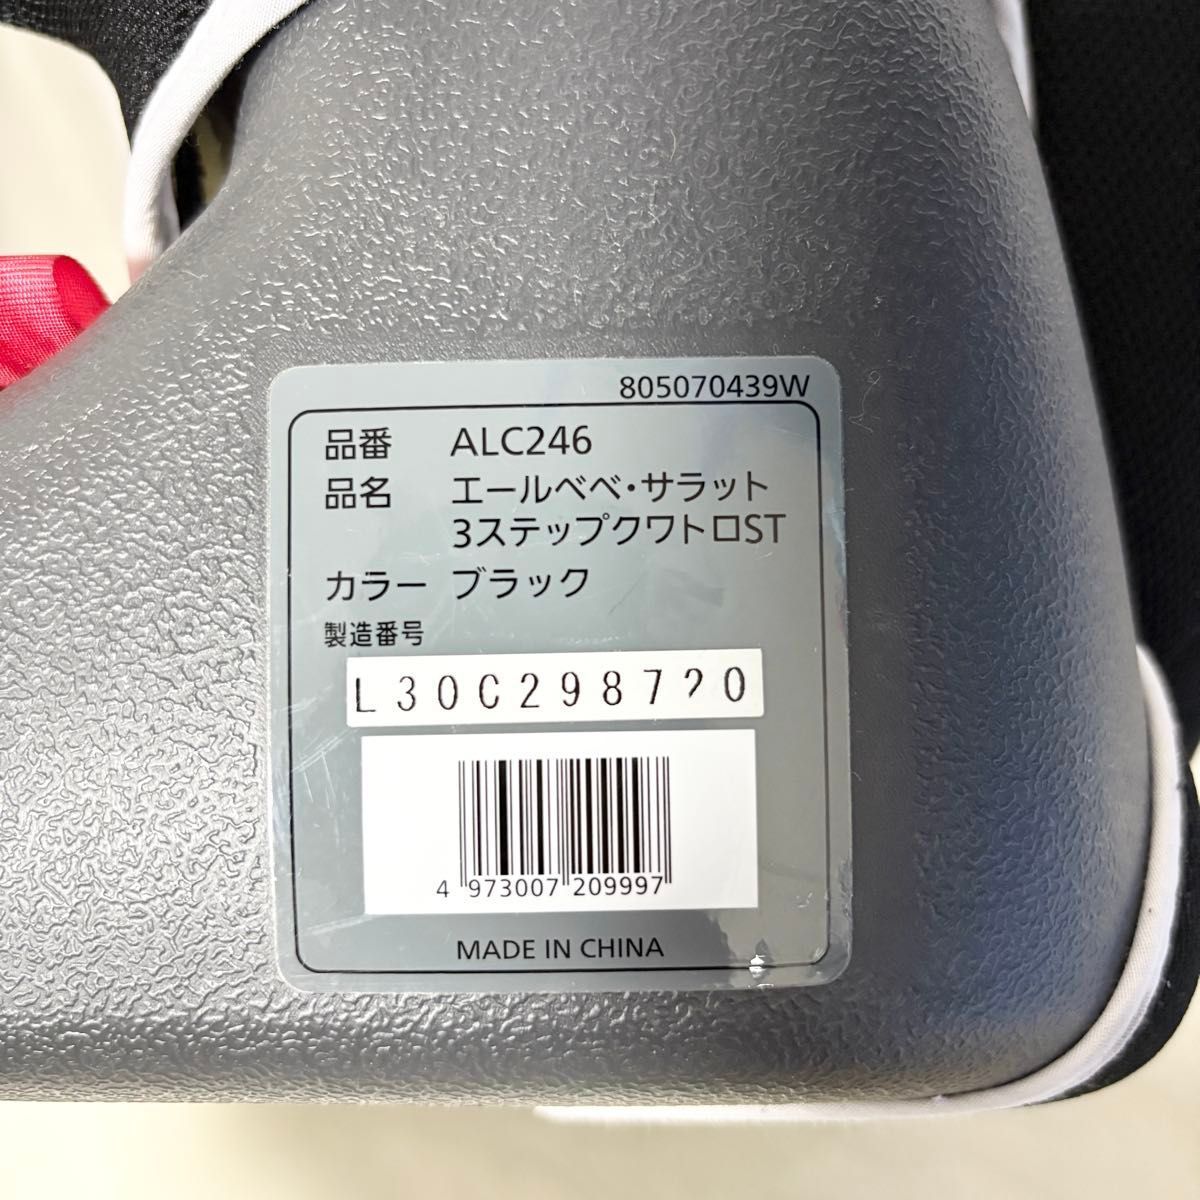 805070439W
品番 ALC246
品名 エールベベ・サラット
3ステップクワトロST
カラー ブラック
製造番号
L30C298720
4 973007 209997
MADE IN CHINA